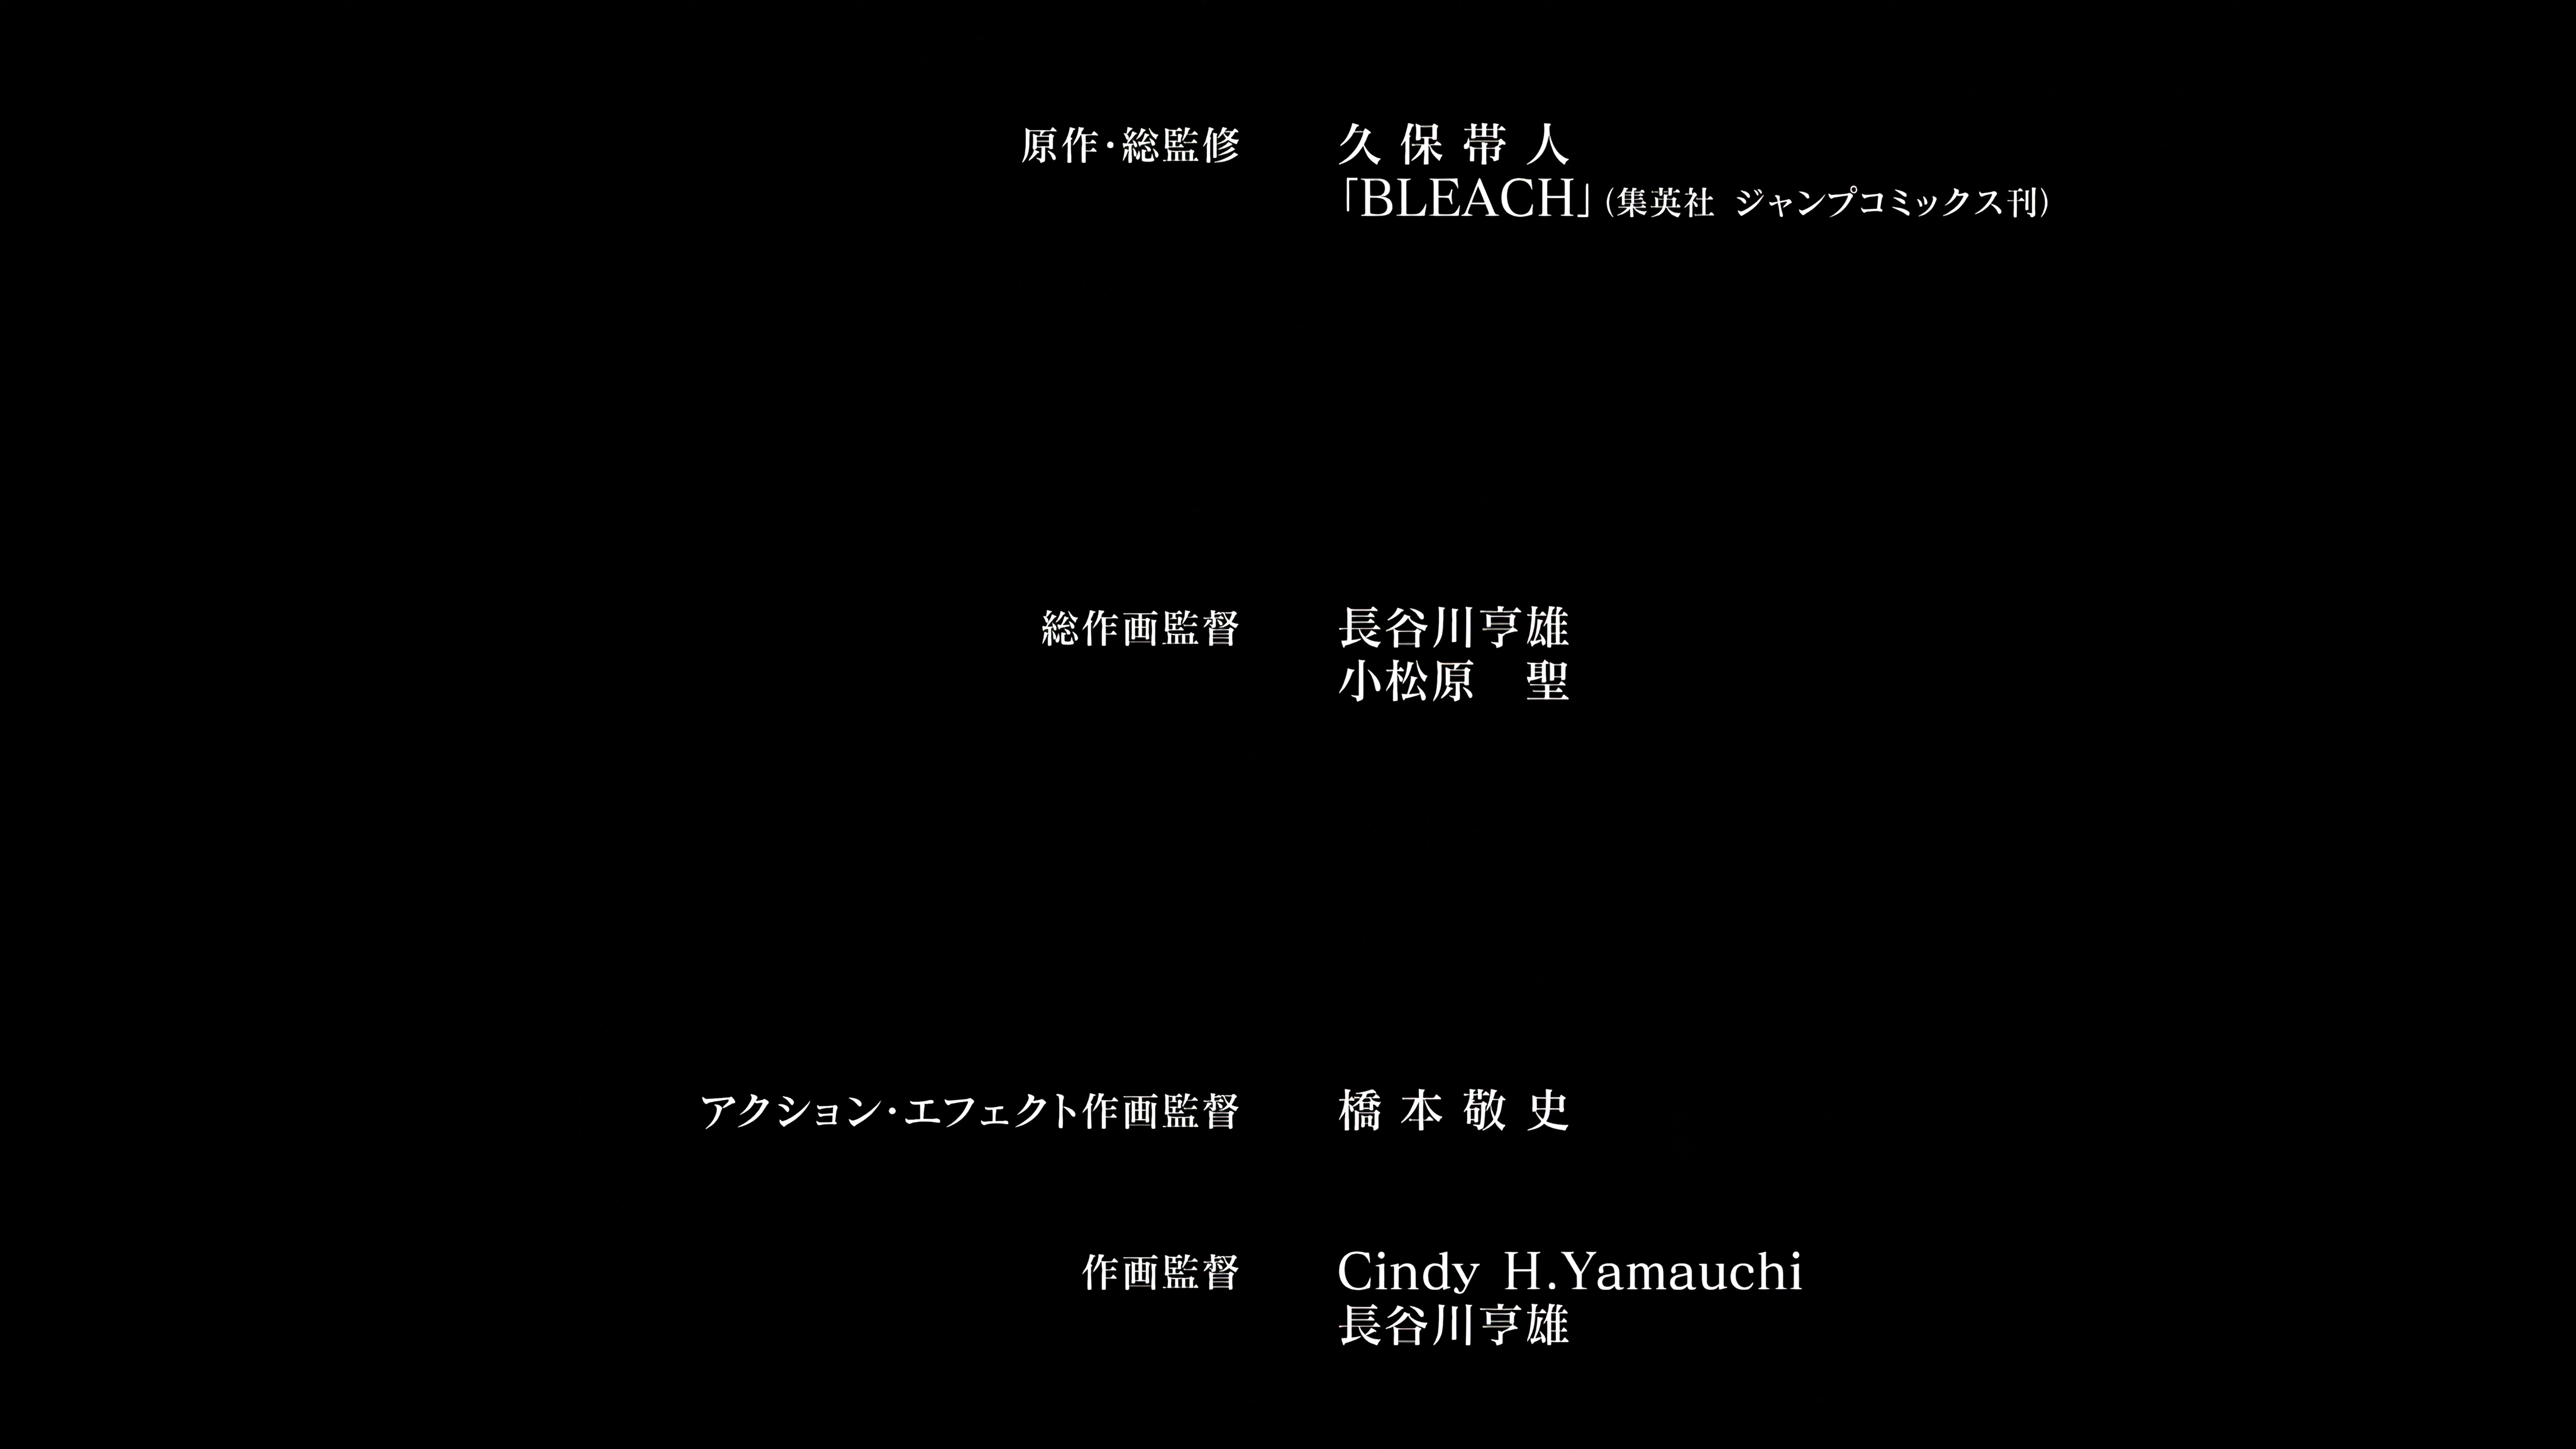 原作・総監修 久保帯人
「BLEACH」(集英社 ジャンプコミックス刊)
総作画監督 長谷川亨雄
小松原 聖
アクション・エフェクト作画監督 橋本敬史
作画監督 Cindy H.Yamauchi
長谷川亨雄